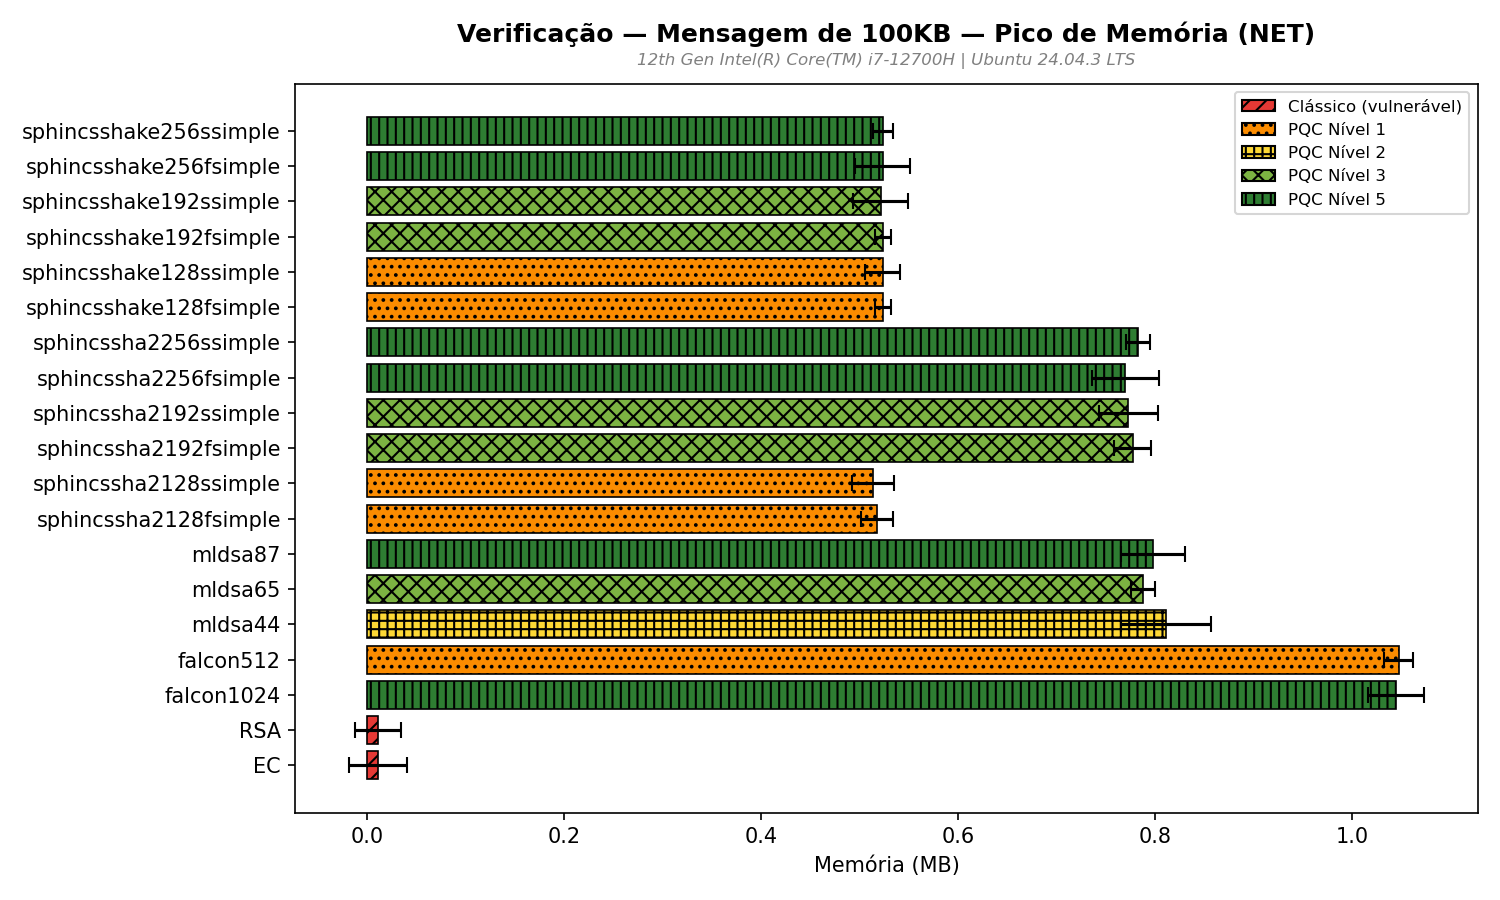 Verificação — Mensagem de 100KB — Pico de Memória (NET)
12th Gen Intel(R) Core(TM) i7-12700H | Ubuntu 24.04.3 LTS
Clássico (vulnerável)
PQC Nível 1
PQC Nível 2
PQC Nível 3
PQC Nível 5
sphincsshake256ssimple
sphincsshake256fsimple
sphincsshake192ssimple
sphincsshake192fsimple
sphincsshake128ssimple
sphincsshake128fsimple
sphincssha2256ssimple
sphincssha2256fsimple
sphincssha2192ssimple
sphincssha2192fsimple
sphincssha2128ssimple
sphincssha2128fsimple
mldsa87
mldsa65
mldsa44
falcon512
falcon1024
RSA
EC
0.0 0.2 0.4 0.6 0.8 1.0
Memória (MB)